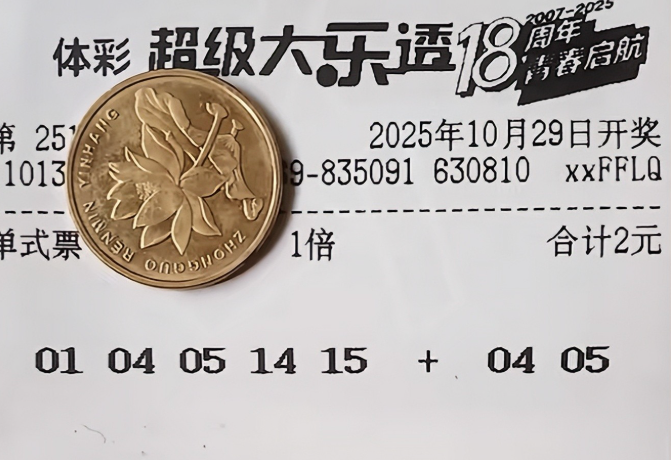 体彩 超级大乐透 18周年 2007-2025 青春启航
第 251 2025年10月29日开奖
1013 9-835091 630810 xxFFLQ
单式票 1倍 合计2元
01 04 05 14 15 + 04 05
ZHONGGUO RENMIN YINHANG